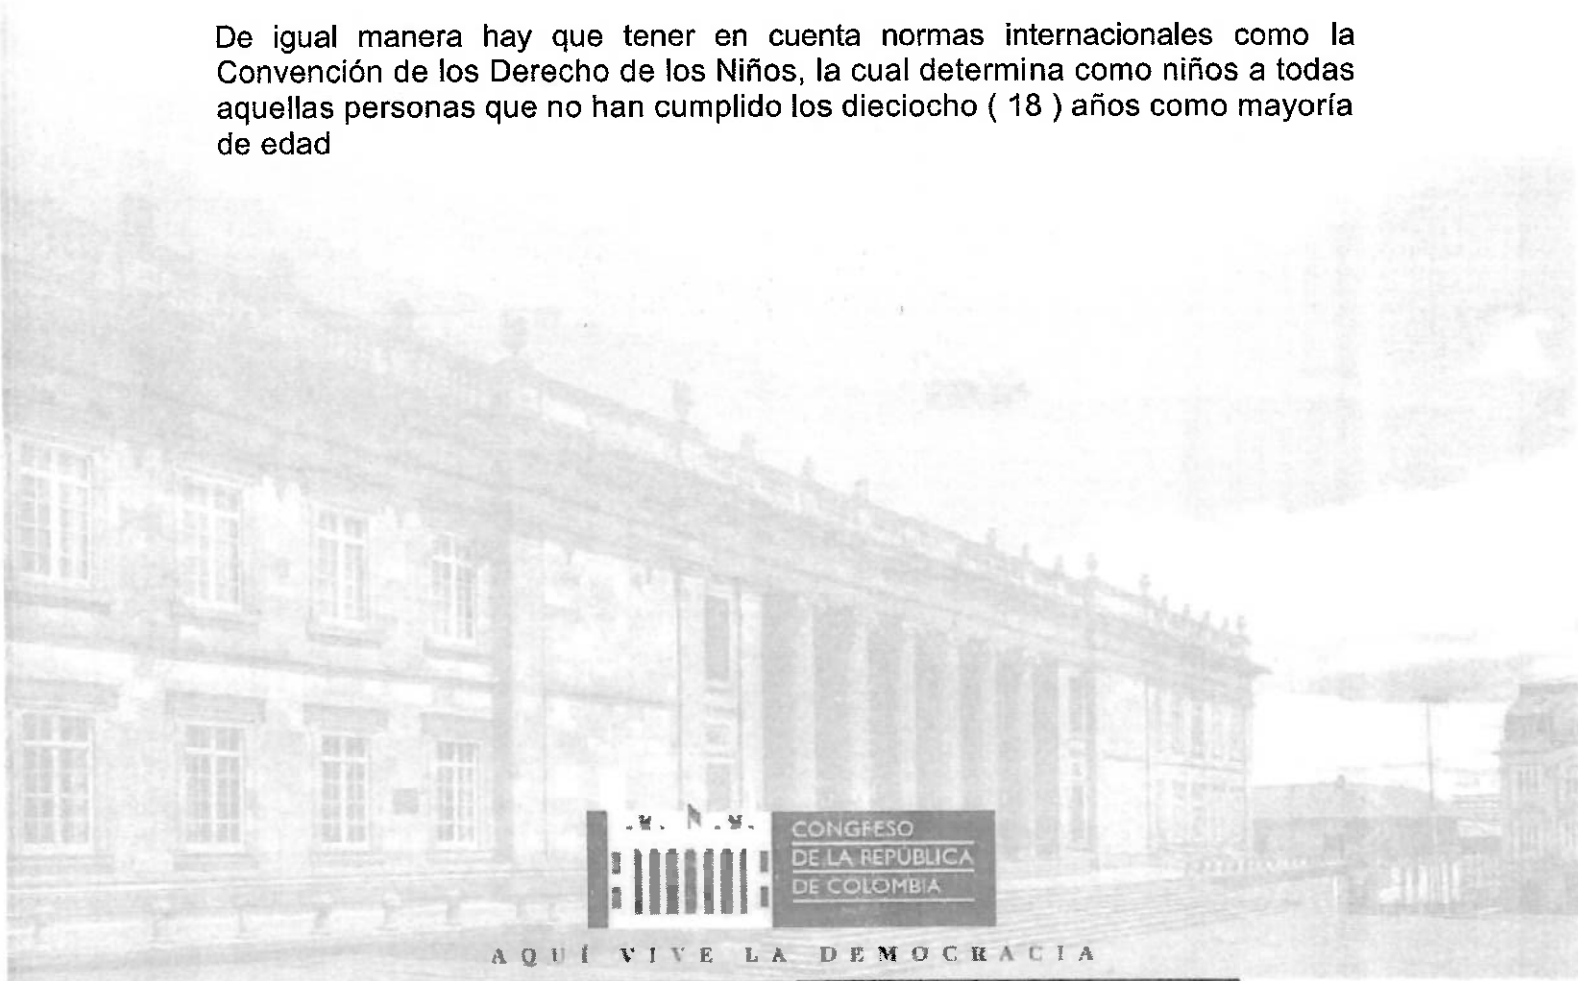 De igual manera hay que tener en cuenta normas internacionales como la
Convención de los Derecho de los Niños, la cual determina como niños a todas
aquellas personas que no han cumplido los dieciocho ( 18 ) años como mayoría
de edad
CONGRESO
DE LA REPÚBLICA
DE COLOMBIA
AQUÍ VIVE LA DEMOCRACIA